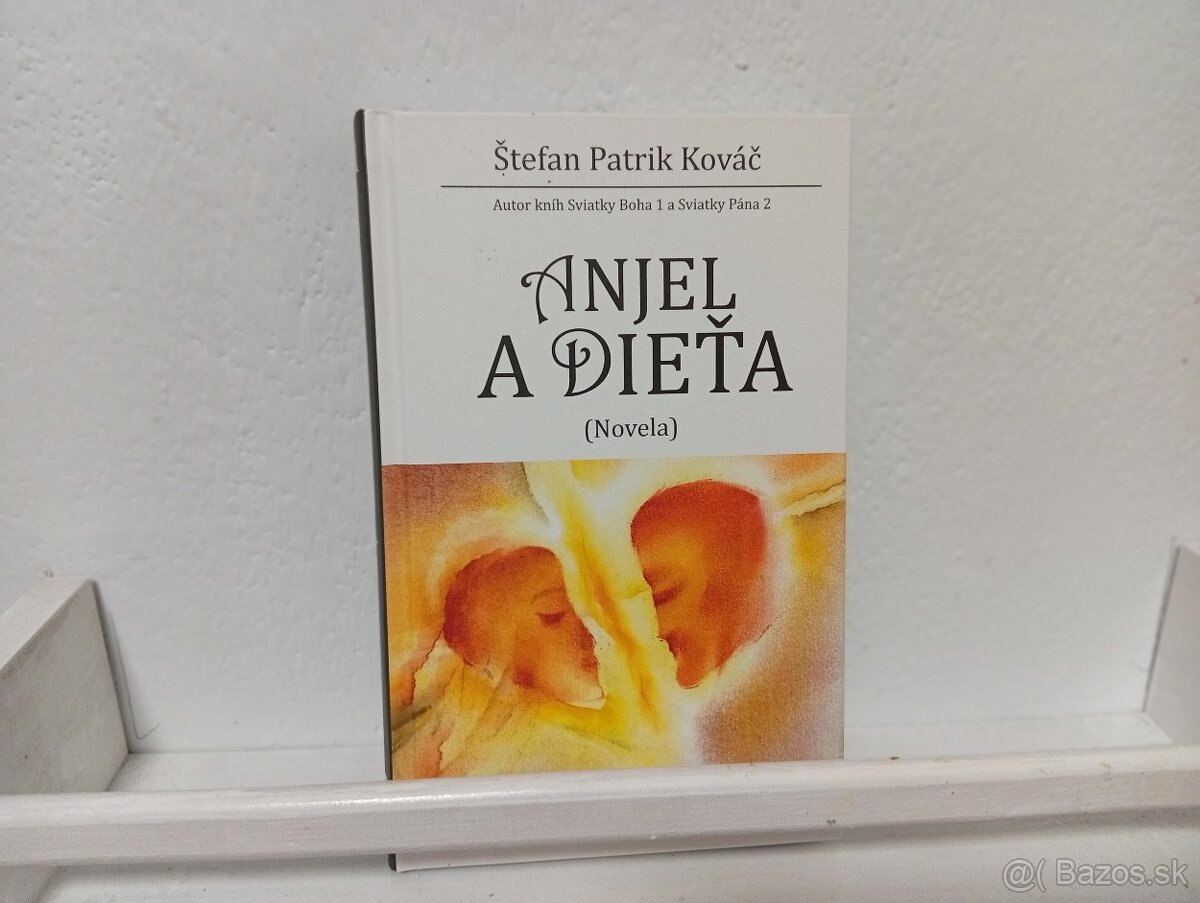 Štefan Patrik Kováč
Autor kníh Sviatky Boha 1 a Sviatky Pána 2
ANJEL
A DIEŤA
(Novela)
@( Bazos.sk